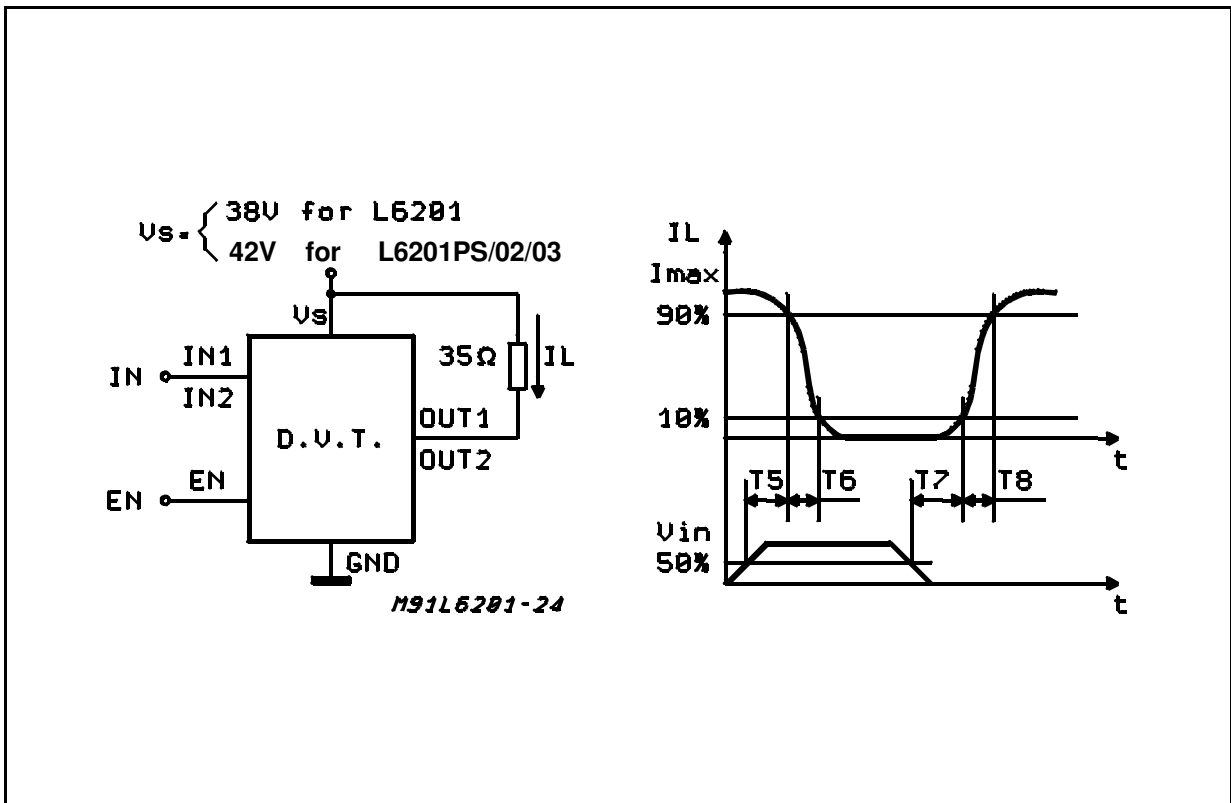 Vs= { 38V for L6201
42V for L6201PS/02/03
Vs
IN
IN1
IN2
EN
EN
D.U.T.
35Ω
IL
OUT1
OUT2
GND
M91L6201-24
IL
Imax
90%
10%
t
T5
T6
T7
T8
Vin
50%
t